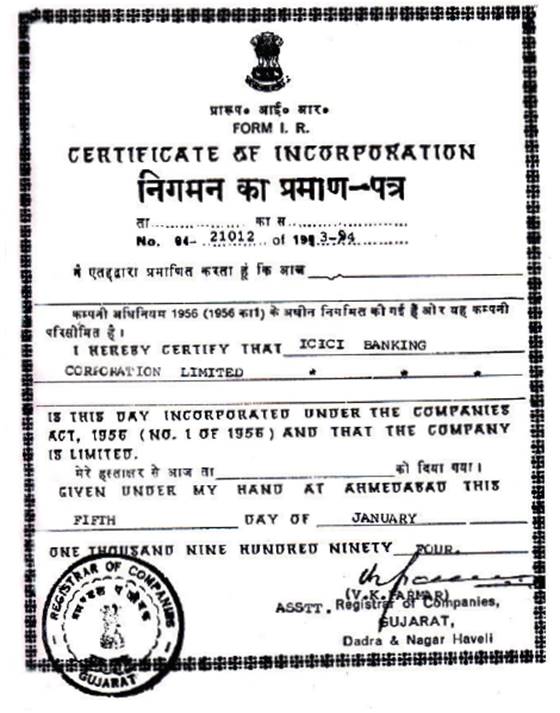 प्रारूप० आई० आर०
FORM I. R.
CERTIFICATE OF INCORPORATION
निगमन का प्रमाण-पत्र
ता.................. का स..................
No. 04- 21012 of 1993-94
मै एतद्द्वारा प्रमाणित करता हूं कि आज
कम्पनी अधिनियम 1956 (1956 का1) के अधीन निगमित की गई है और यह कम्पनी
परिसीमित है।
I HEREBY CERTIFY THAT ICICI BANKING
CORPORATION LIMITED * * *
IS THIS DAY INCORPORATED UNDER THE COMPANIES
ACT, 1956 (NO. 1 OF 1956) AND THAT THE COMPANY
IS LIMITED.
मेरे हस्ताक्षर से आज ता को दिया गया।
GIVEN UNDER MY HAND AT AHMEDABAD THIS
FIFTH DAY OF JANUARY
ONE THOUSAND NINE HUNDRED NINETY FOUR.
(V.K. PARMAR)
ASSTT. Registrar of Companies,
GUJARAT,
Dadra & Nagar Haveli
REGISTRAR OF COMPANIES
GUJARAT